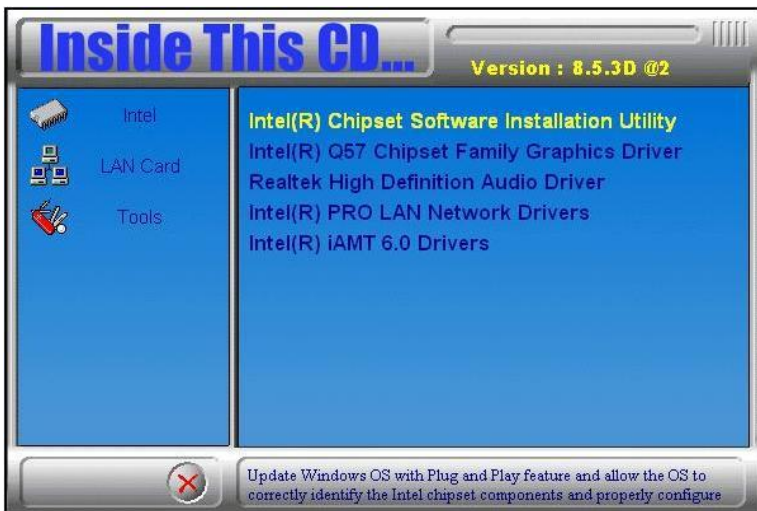 Inside This CD...
Version : 8.5.3D @2
Intel
LAN Card
Tools
Intel(R) Chipset Software Installation Utility
Intel(R) Q57 Chipset Family Graphics Driver
Realtek High Definition Audio Driver
Intel(R) PRO LAN Network Drivers
Intel(R) iAMT 6.0 Drivers
Update Windows OS with Plug and Play feature and allow the OS to
correctly identify the Intel chipset components and properly configure